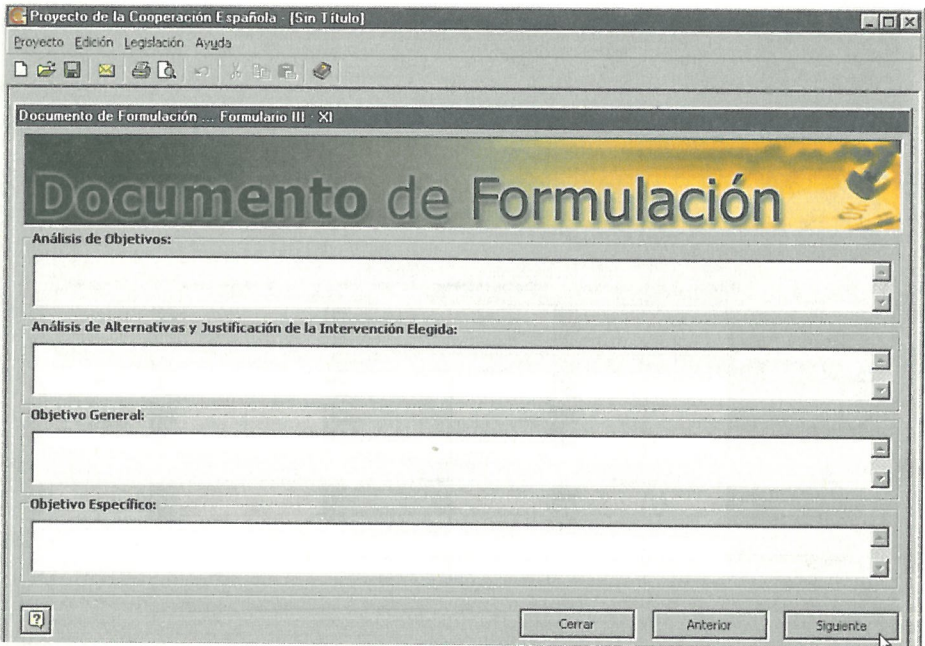 Proyecto de la Cooperación Española - [Sin Título]
Proyecto Edición Legislación Ayuda
Documento de Formulación ... Formulario III - XI
Documento de Formulación
OK
Análisis de Objetivos:
Análisis de Alternativas y Justificación de la Intervención Elegida:
Objetivo General:
Objetivo Específico:
Cerrar Anterior Siguiente